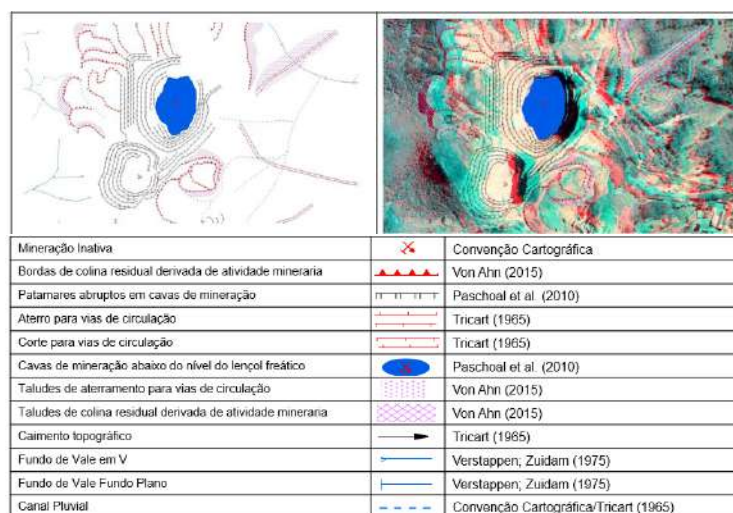 Mineração Inativa Convenção Cartográfica
Bordas de colina residual derivada de atividade mineraria Von Ahn (2015)
Patamares abruptos em cavas de mineração Paschoal et al. (2010)
Aterro para vias de circulação Tricart (1965)
Corte para vias de circulação Tricart (1965)
Cavas de mineração abaixo do nível do lençol freático Paschoal et al. (2010)
Taludes de aterramento para vias de circulação Von Ahn (2015)
Taludes de colina residual derivada de atividade mineraria Von Ahn (2015)
Caimento topográfico Tricart (1965)
Fundo de Vale em V Verstappen; Zuidam (1975)
Fundo de Vale Fundo Plano Verstappen; Zuidam (1975)
Canal Pluvial Convenção Cartográfica/Tricart (1965)